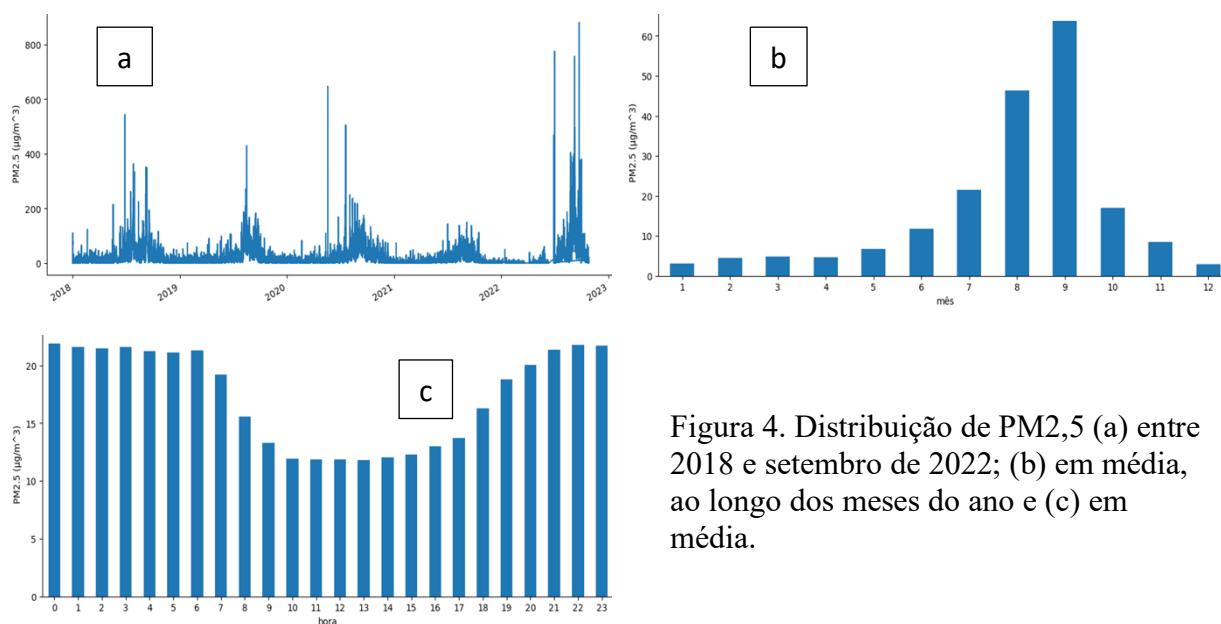 a
PM2.5 (µg/m^3)
800
600
400
200
0
2018
2019
2020
2021
2022
2023
b
PM2.5 (µg/m^3)
60
50
40
30
20
10
0
1 2 3 4 5 6 7 8 9 10 11 12
mês
c
PM2.5 (µg/m^3)
20
15
10
5
0
0 1 2 3 4 5 6 7 8 9 10 11 12 13 14 15 16 17 18 19 20 21 22 23
hora
Figura 4. Distribuição de PM2,5 (a) entre
2018 e setembro de 2022; (b) em média,
ao longo dos meses do ano e (c) em
média.